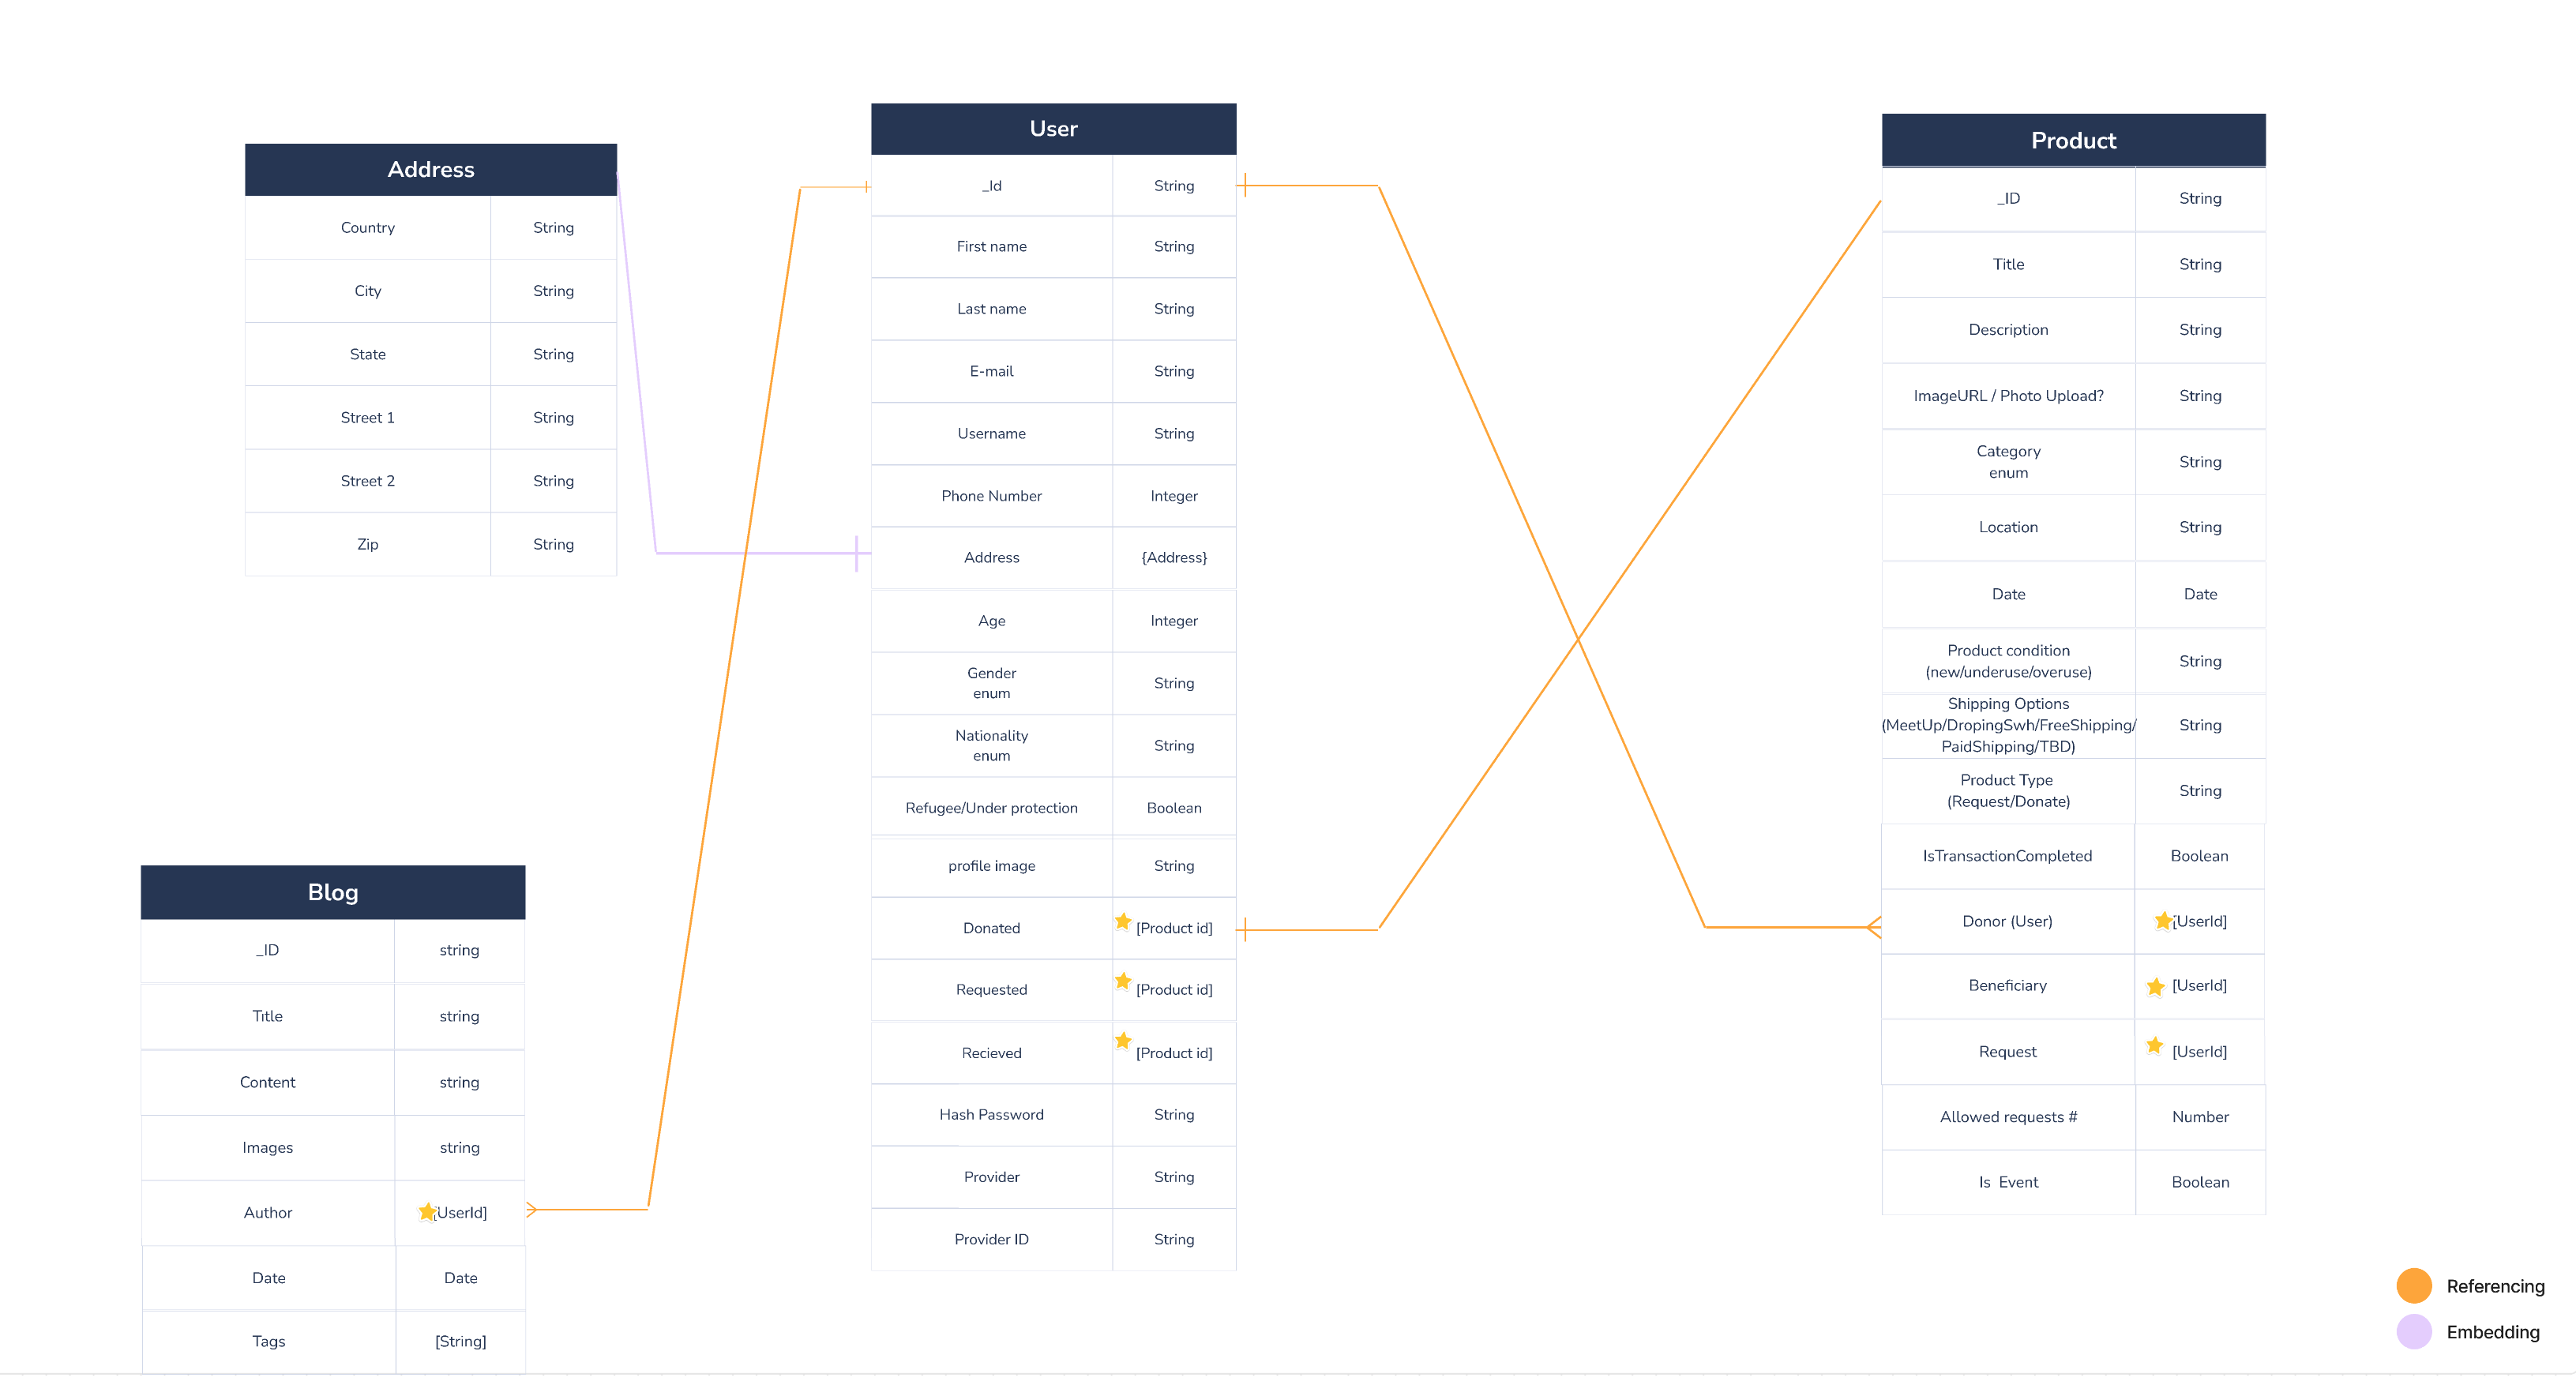 Address
Country String
City String
State String
Street 1 String
Street 2 String
Zip String
User
_Id String
First name String
Last name String
E-mail String
Username String
Phone Number Integer
Address {Address}
Age Integer
Gender
enum String
Nationality
enum String
Refugee/Under protection Boolean
profile image String
Donated [Product id]
Requested [Product id]
Recieved [Product id]
Hash Password String
Provider String
Provider ID String
Product
_ID String
Title String
Description String
ImageURL / Photo Upload? String
Category
enum String
Location String
Date Date
Product condition
(new/underuse/overuse) String
Shipping Options
(MeetUp/DropingSwh/FreeShipping/ String
PaidShipping/TBD)
Product Type
(Request/Donate) String
IsTransactionCompleted Boolean
Donor (User) [UserId]
Beneficiary [UserId]
Request [UserId]
Allowed requests # Number
Is Event Boolean
Blog
_ID string
Title string
Content string
Images string
Author [UserId]
Date Date
Tags [String]
Referencing
Embedding